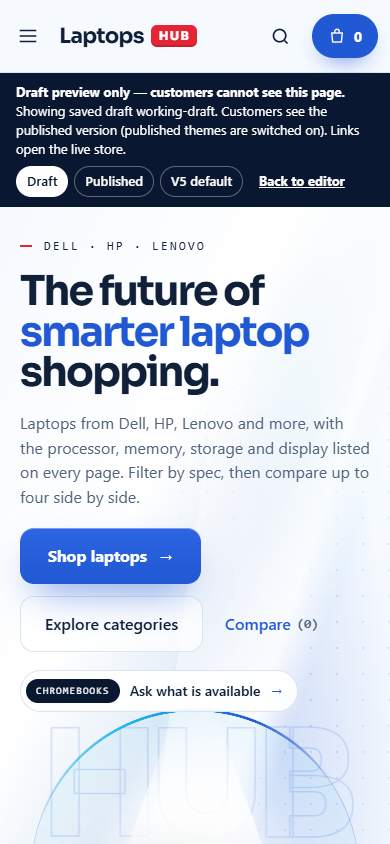 Laptops HUB
0
Draft preview only — customers cannot see this page.
Showing saved draft working-draft. Customers see the
published version (published themes are switched on). Links
open the live store.
Draft Published V5 default Back to editor
DELL · HP · LENOVO
The future of
smarter laptop
shopping.
Laptops from Dell, HP, Lenovo and more, with
the processor, memory, storage and display listed
on every page. Filter by spec, then compare up to
four side by side.
Shop laptops →
Explore categories Compare (0)
CHROMEBOOKS Ask what is available →
HUB